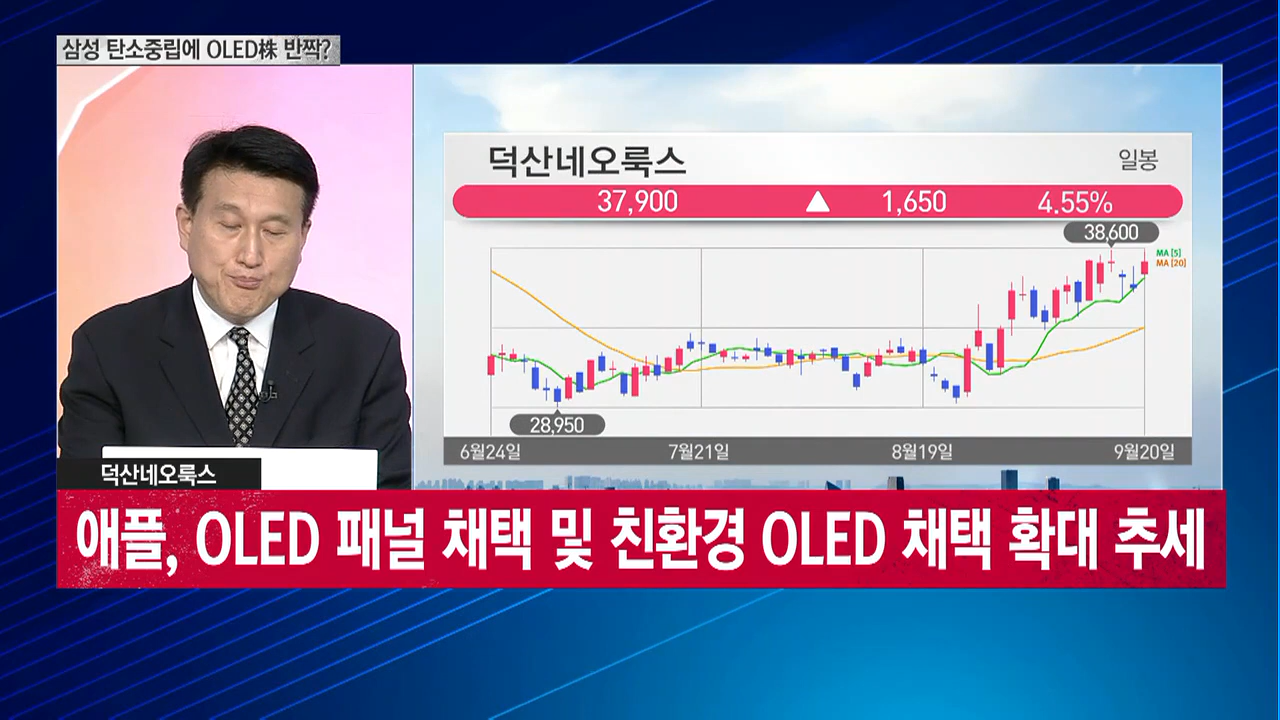 삼성 탄소중립에 OLED株 반짝?
덕산네오룩스
일봉
37,900 ▲ 1,650 4.55%
38,600
MA [5]
MA [20]
28,950
6월24일 7월21일 8월19일 9월20일
덕산네오룩스
애플, OLED 패널 채택 및 친환경 OLED 채택 확대 추세